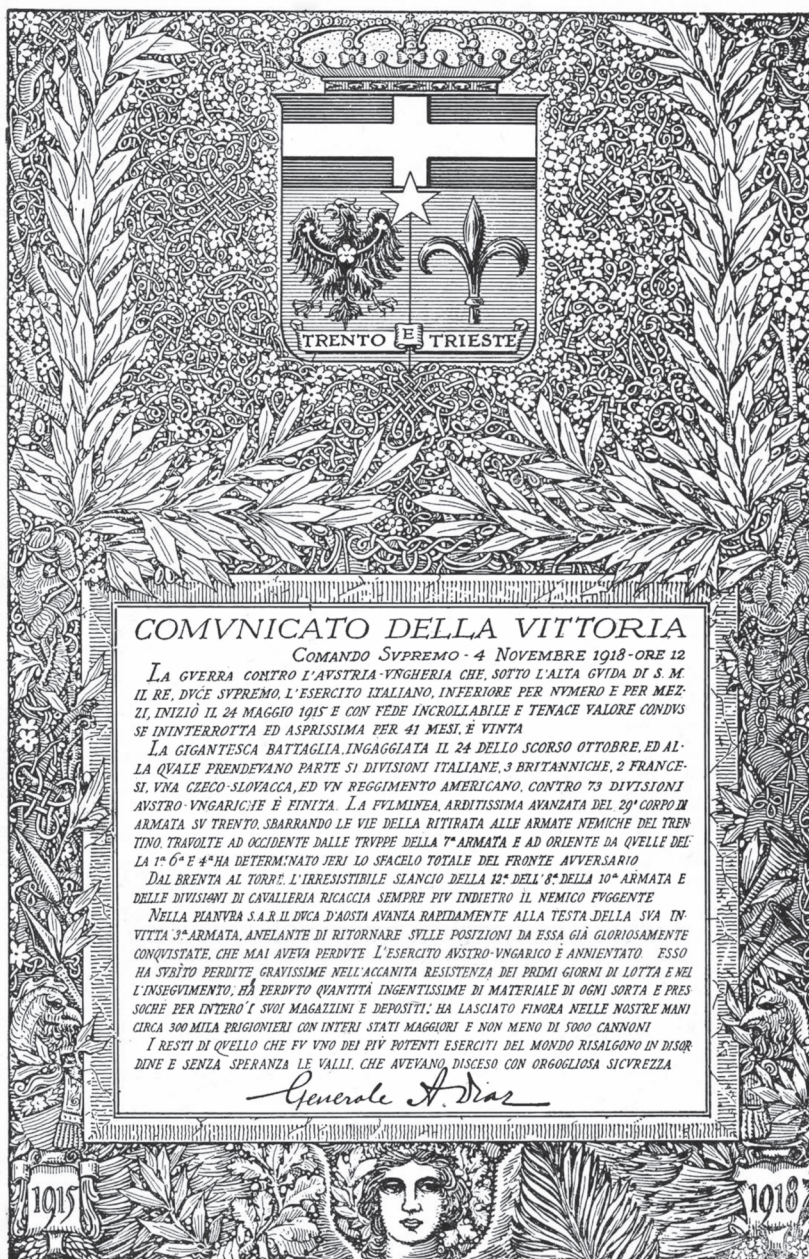 TRENTO E TRIESTE
COMVNICATO DELLA VITTORIA
COMANDO SVPREMO - 4 NOVEMBRE 1918 - ORE 12
LA GVERRA CONTRO L'AVSTRIA-VNGHERIA CHE, SOTTO L'ALTA GVIDA DI S. M.
IL RE, DVCE SVPREMO, L'ESERCITO ITALIANO, INFERIORE PER NVMERO E PER MEZ-
ZI, INIZIÒ IL 24 MAGGIO 1915 E CON FEDE INCROLLABILE E TENACE VALORE CONDVS
SE ININTERROTTA ED ASPRISSIMA PER 41 MESI, È VINTA
LA GIGANTESCA BATTAGLIA, INGAGGIATA IL 24 DELLO SCORSO OTTOBRE, ED AL-
LA QVALE PRENDEVANO PARTE 51 DIVISIONI ITALIANE, 3 BRITANNICHE, 2 FRANCE-
SI, VNA CZECO-SLOVACCA, ED VN REGGIMENTO AMERICANO, CONTRO 73 DIVISIONI
AVSTRO-VNGARICHE È FINITA. LA FVLMINEA, ARDITISSIMA AVANZATA DEL 29º CORPO DI
ARMATA SV TRENTO, SBARRANDO LE VIE DELLA RITIRATA ALLE ARMATE NEMICHE DEL TREN-
TINO, TRAVOLTE AD OCCIDENTE DALLE TRVPPE DELLA 7ª ARMATA E AD ORIENTE DA QVELLE DEL
LA 1ª 6ª E 4ª HA DETERMINATO JERI LO SFACELO TOTALE DEL FRONTE AVVERSARIO
DAL BRENTA AL TORRE, L'IRRESISTIBILE SLANCIO DELLA 12ª DELL'8ª DELLA 10ª ARMATA E
DELLE DIVISIONI DI CAVALLERIA RICACCIA SEMPRE PIV INDIETRO IL NEMICO FVGGENTE
NELLA PIANVRA S.A.R. IL DVCA D'AOSTA AVANZA RAPIDAMENTE ALLA TESTA DELLA SVA IN-
VITTA 3ª ARMATA, ANELANTE DI RITORNARE SVLLE POSIZIONI DA ESSA GIÀ GLORIOSAMENTE
CONQVISTATE, CHE MAI AVEVA PERDVTE L'ESERCITO AVSTRO-VNGARICO È ANNIENTATO. ESSO
HA SVBÌTO PERDITE GRAVISSIME NELL'ACCANITA RESISTENZA DEI PRIMI GIORNI DI LOTTA E NEL
L'INSEGVIMENTO; HA PERDVTO QVANTITÀ INGENTISSIME DI MATERIALE DI OGNI SORTA E PRES
SOCHÉ PER INTERO I SVOI MAGAZZINI E DEPOSITI; HA LASCIATO FINORA NELLE NOSTRE MANI
CIRCA 300 MILA PRIGIONIERI CON INTERI STATI MAGGIORI E NON MENO DI 5000 CANNONI
I RESTI DI QVELLO CHE FV VNO DEI PIÙ POTENTI ESERCITI DEL MONDO RISALGONO IN DISOR
DINE E SENZA SPERANZA LE VALLI, CHE AVEVANO DISCESO CON ORGOGLIOSA SICVREZZA
Generale A. Diaz
1915
1918